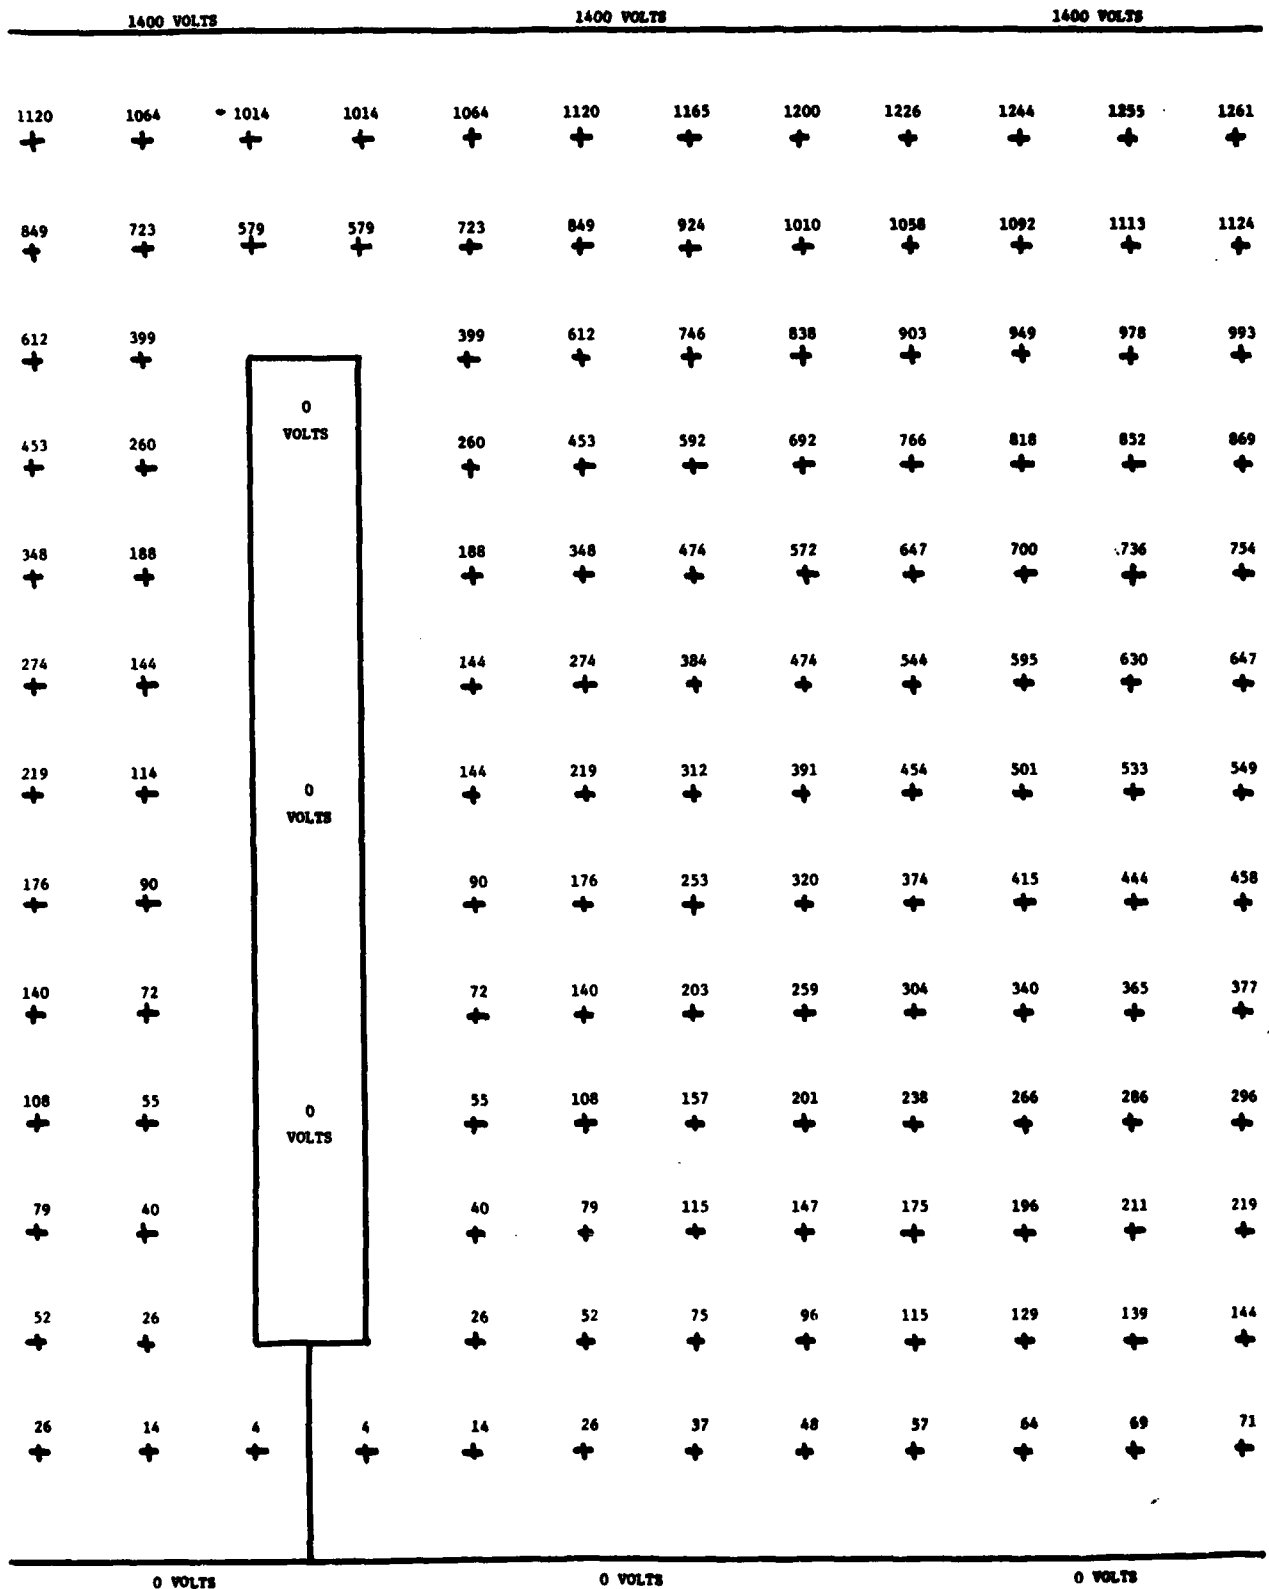 1400 VOLTS 1400 VOLTS 1400 VOLTS
1120 1064 1014 1014 1064 1120 1165 1200 1226 1244 1255 1261
849 723 579 579 723 849 924 1010 1058 1092 1113 1124
612 399 399 612 746 838 903 949 978 993
0
VOLTS
453 260 260 453 592 692 766 818 852 869
348 188 188 348 474 572 647 700 736 754
274 144 144 274 384 474 544 595 630 647
219 114 144 219 312 391 454 501 533 549
0
VOLTS
176 90 90 176 253 320 374 415 444 458
140 72 72 140 203 259 304 340 365 377
108 55 55 108 157 201 238 266 286 296
0
VOLTS
79 40 40 79 115 147 175 196 211 219
52 26 26 52 75 96 115 129 139 144
26 14 4 4 14 26 37 48 57 64 69 71
0 VOLTS 0 VOLTS 0 VOLTS